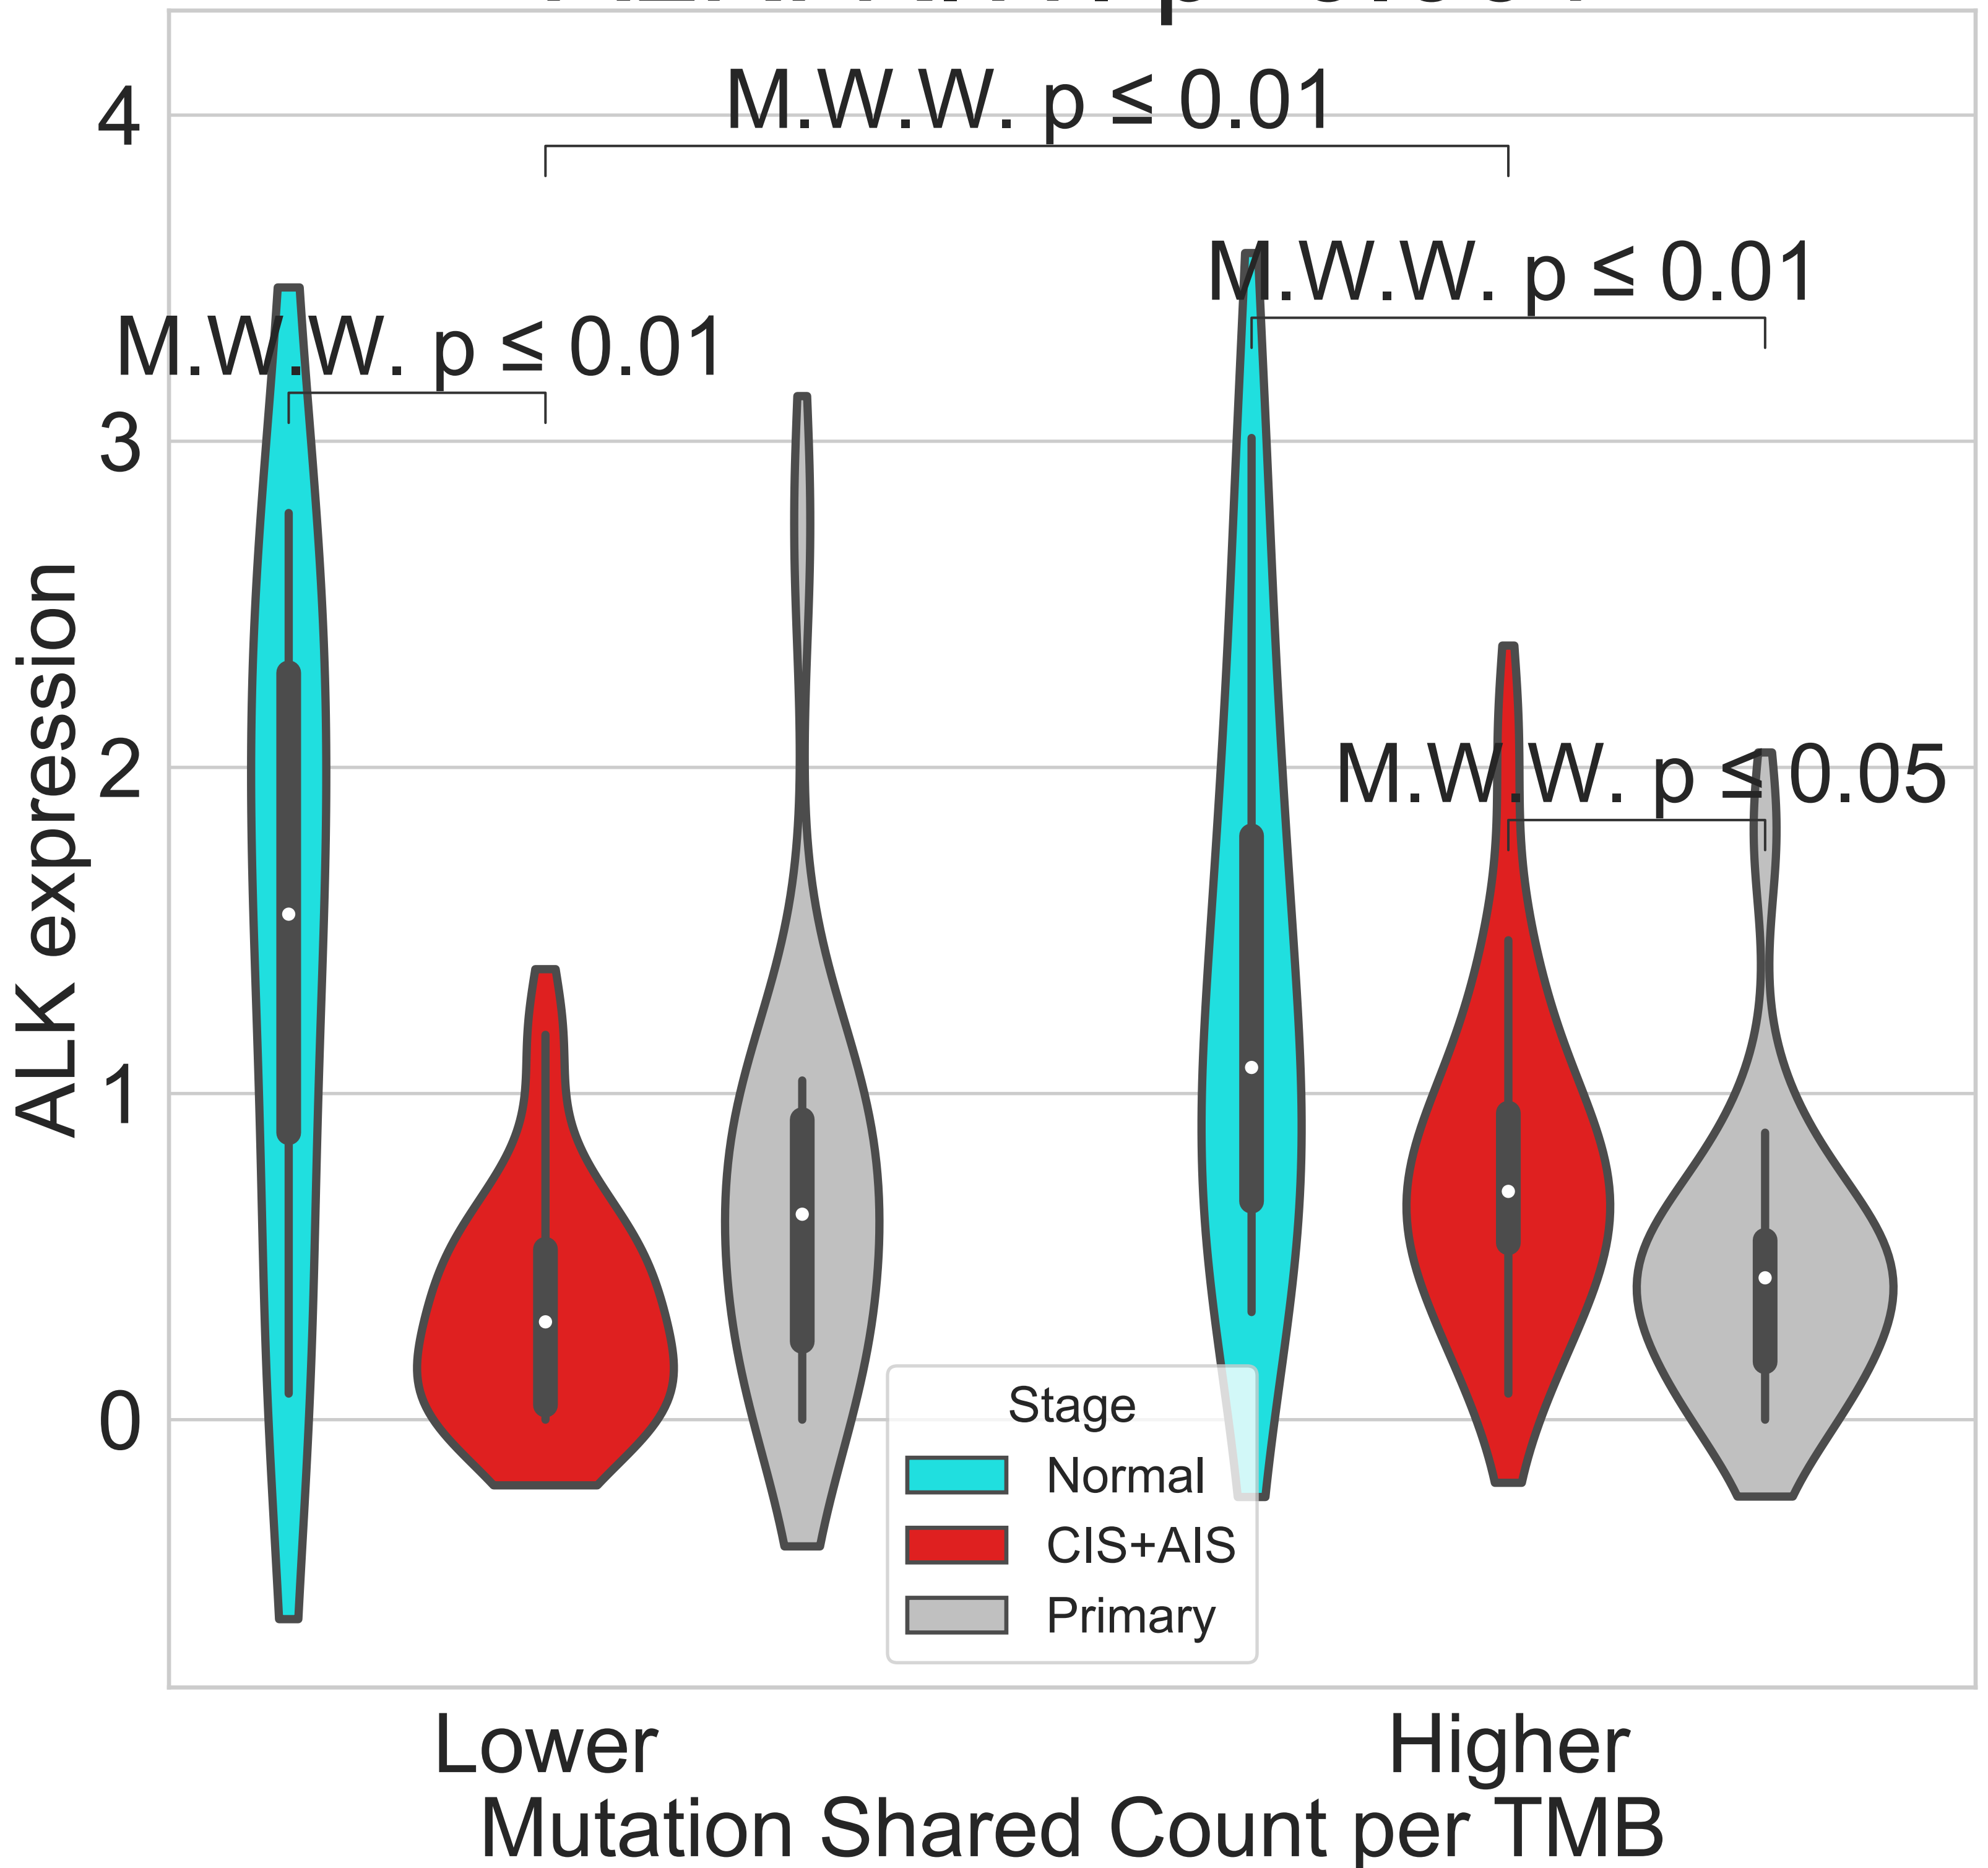 M.W.W. p ≤ 0.01
M.W.W. p ≤ 0.01
M.W.W. p ≤ 0.01
M.W.W. p ≤ 0.05
4
3
2
1
0
ALK expression
Stage
Normal
CIS+AIS
Primary
Lower
Higher
Mutation Shared Count per TMB